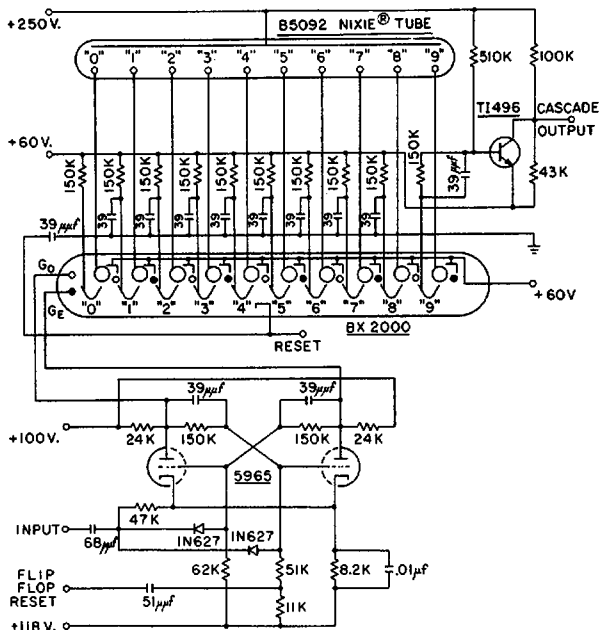 +250V.
B5092 NIXIE® TUBE
"0" "1" "2" "3" "4" "5" "6" "7" "8" "9"
510K
100K
TI496
CASCADE
OUTPUT
+60V.
150K 150K 150K 150K 150K 150K 150K 150K 150K 150K
39μμf
43K
39μμf
39 39 39 39 39 39 39 39
GO
GE
"0" "1" "2" "3" "4" "5" "6" "7" "8" "9"
+60V
BX 2000
RESET
39μμf
39μμf
+100V.
24K
150K
150K
24K
5965
47K
INPUT
68μμf
1N627
1N627
62K
51K
8.2K
.01μf
FLIP
FLOP
RESET
51μμf
11K
+118V.